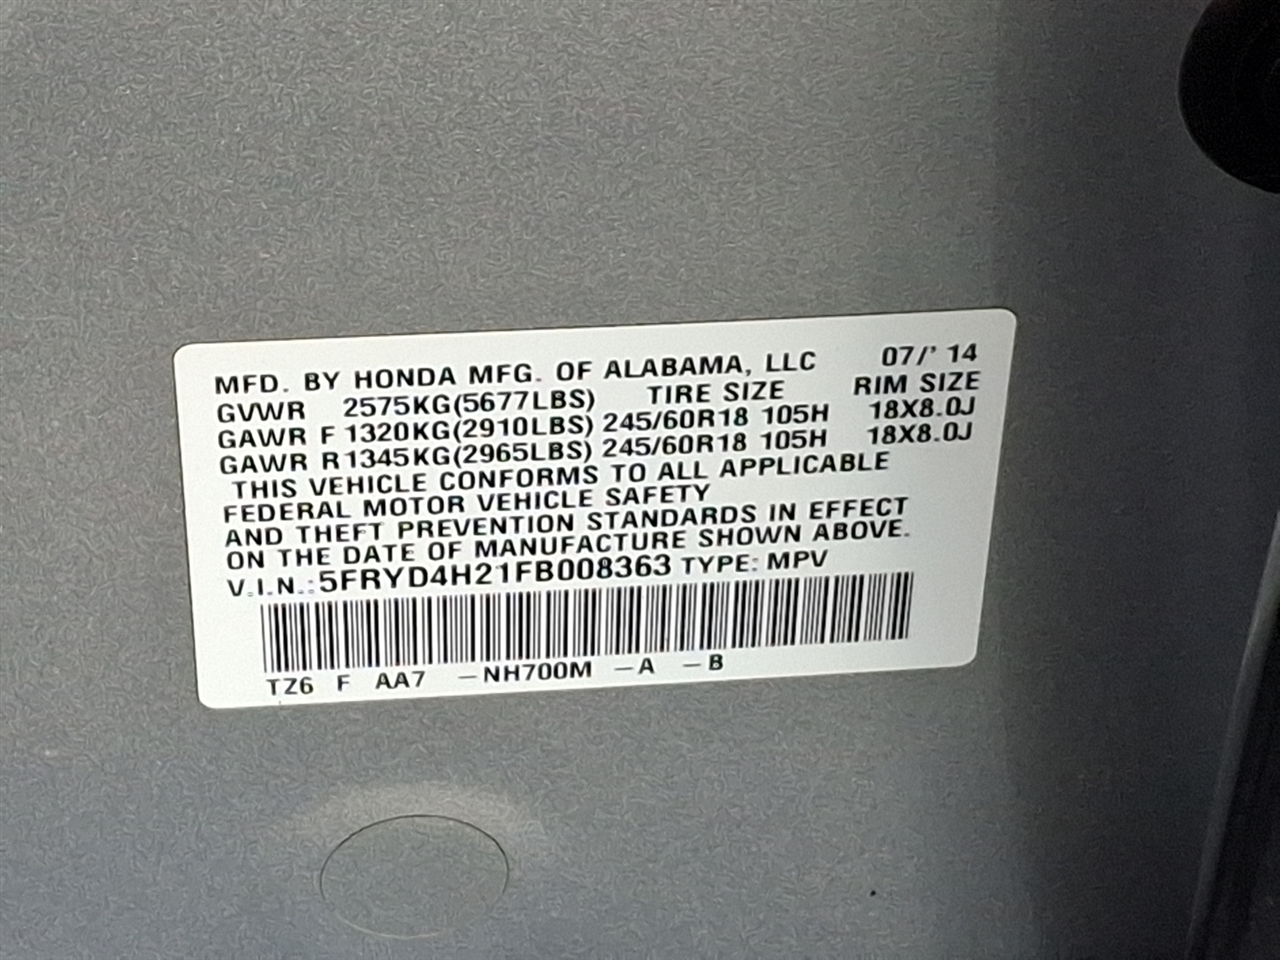 MFD. BY HONDA MFG. OF ALABAMA, LLC 07/' 14
GVWR 2575KG(5677LBS) TIRE SIZE RIM SIZE
GAWR F 1320KG(2910LBS) 245/60R18 105H 18X8.0J
GAWR R1345KG(2965LBS) 245/60R18 105H 18X8.0J
THIS VEHICLE CONFORMS TO ALL APPLICABLE
FEDERAL MOTOR VEHICLE SAFETY
AND THEFT PREVENTION STANDARDS IN EFFECT
ON THE DATE OF MANUFACTURE SHOWN ABOVE.
V.I.N.: 5FRYD4H21FB008363 TYPE: MPV
TZ6 F AA7 -NH700M -A -B